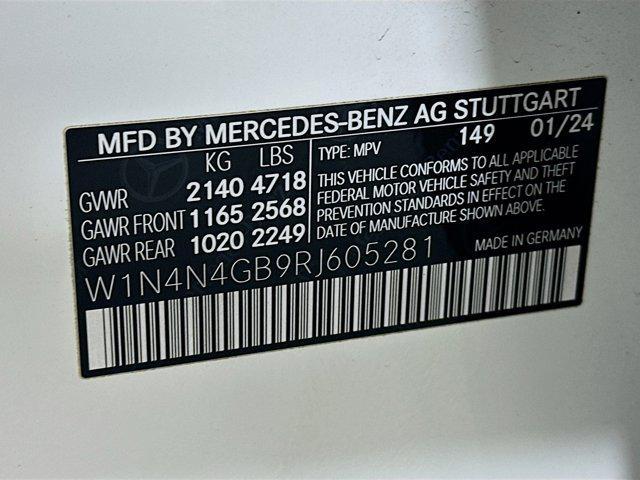 MFD BY MERCEDES-BENZ AG STUTTGART
KG LBS
GVWR 2140 4718
GAWR FRONT 1165 2568
GAWR REAR 1020 2249
TYPE: MPV 149 01/24
THIS VEHICLE CONFORMS TO ALL APPLICABLE
FEDERAL MOTOR VEHICLE SAFETY AND THEFT
PREVENTION STANDARDS IN EFFECT ON THE
DATE OF MANUFACTURE SHOWN ABOVE.
W1N4N4GB9RJ605281
MADE IN GERMANY